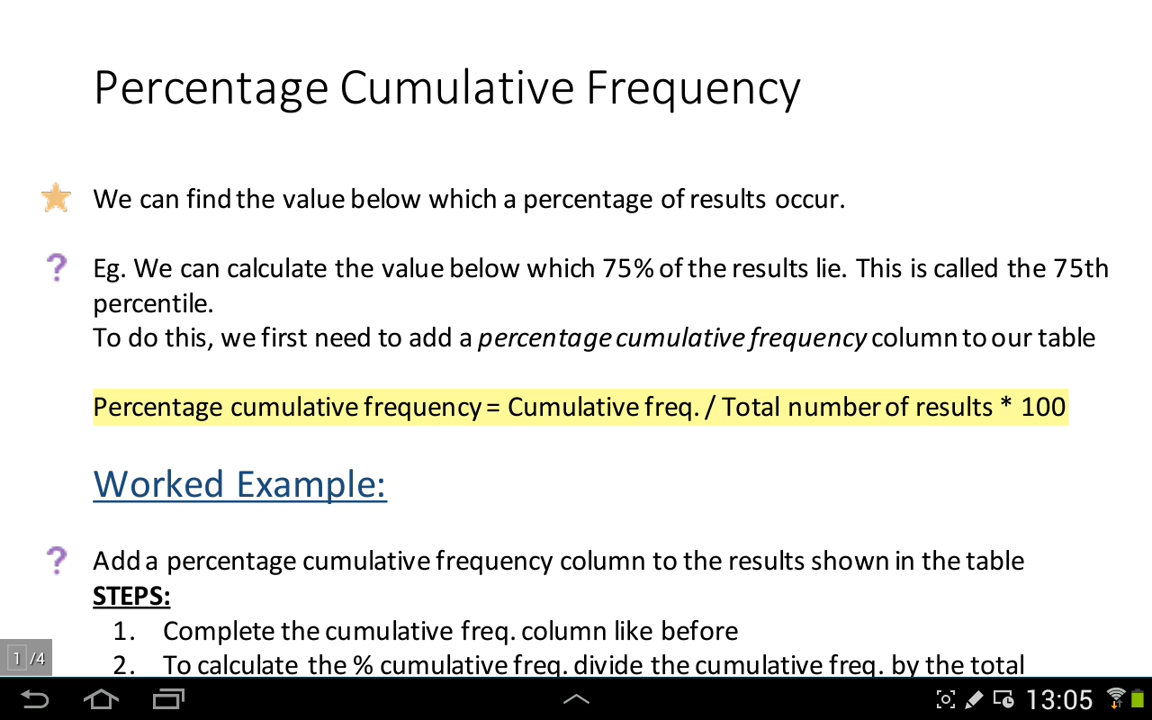 Percentage Cumulative Frequency
We can find the value below which a percentage of results occur.
? Eg. We can calculate the value below which 75% of the results lie. This is called the 75th
percentile.
To do this, we first need to add a percentage cumulative frequency column to our table
Percentage cumulative frequency = Cumulative freq. / Total number of results * 100
Worked Example:
? Add a percentage cumulative frequency column to the results shown in the table
STEPS:
1. Complete the cumulative freq. column like before
2. To calculate the % cumulative freq. divide the cumulative freq. by the total
1 /4
13:05